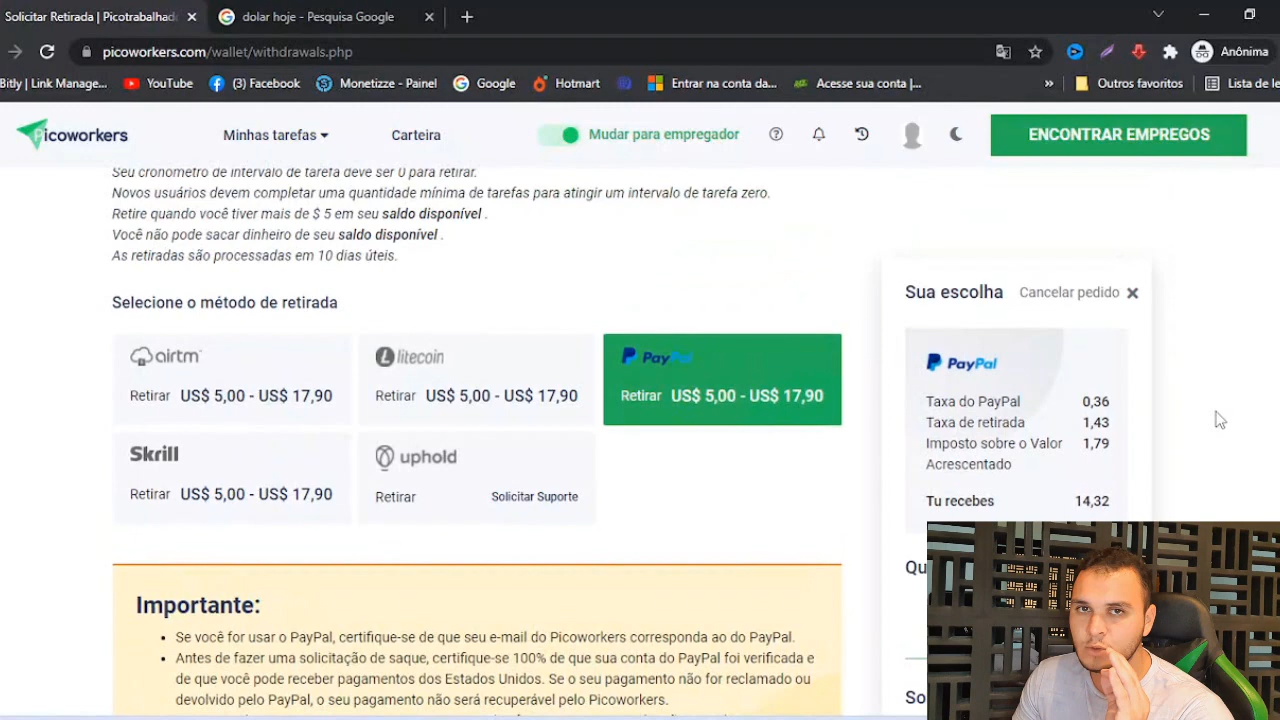 Solicitar Retirada | Picotrabalhado
dolar hoje - Pesquisa Google
picoworkers.com/wallet/withdrawals.php
Anônima
Bitly | Link Manage...
YouTube
(3) Facebook
Monetizze - Painel
Google
Hotmart
Entrar na conta da...
Acesse sua conta |...
»
Outros favoritos
Lista de le
Picoworkers
Minhas tarefas
Carteira
Mudar para empregador
ENCONTRAR EMPREGOS
Seu cronômetro de intervalo de tarefa deve ser 0 para retirar.
Novos usuários devem completar uma quantidade mínima de tarefas para atingir um intervalo de tarefa zero.
Retire quando você tiver mais de $ 5 em seu saldo disponível .
Você não pode sacar dinheiro de seu saldo disponível .
As retiradas são processadas em 10 dias úteis.
Selecione o método de retirada
airtm
Retirar US$ 5,00 - US$ 17,90
litecoin
Retirar US$ 5,00 - US$ 17,90
PayPal
Retirar US$ 5,00 - US$ 17,90
Skrill
Retirar US$ 5,00 - US$ 17,90
uphold
Retirar Solicitar Suporte
Sua escolha Cancelar pedido
PayPal
Taxa do PayPal 0,36
Taxa de retirada 1,43
Imposto sobre o Valor 1,79
Acrescentado
Tu recebes 14,32
Qu
So
Importante:
Se você for usar o PayPal, certifique-se de que seu e-mail do Picoworkers corresponda ao do PayPal.
Antes de fazer uma solicitação de saque, certifique-se 100% de que sua conta do PayPal foi verificada e
de que você pode receber pagamentos dos Estados Unidos. Se o seu pagamento não for reclamado ou
devolvido pelo PayPal, o seu pagamento não será recuperável pelo Picoworkers.